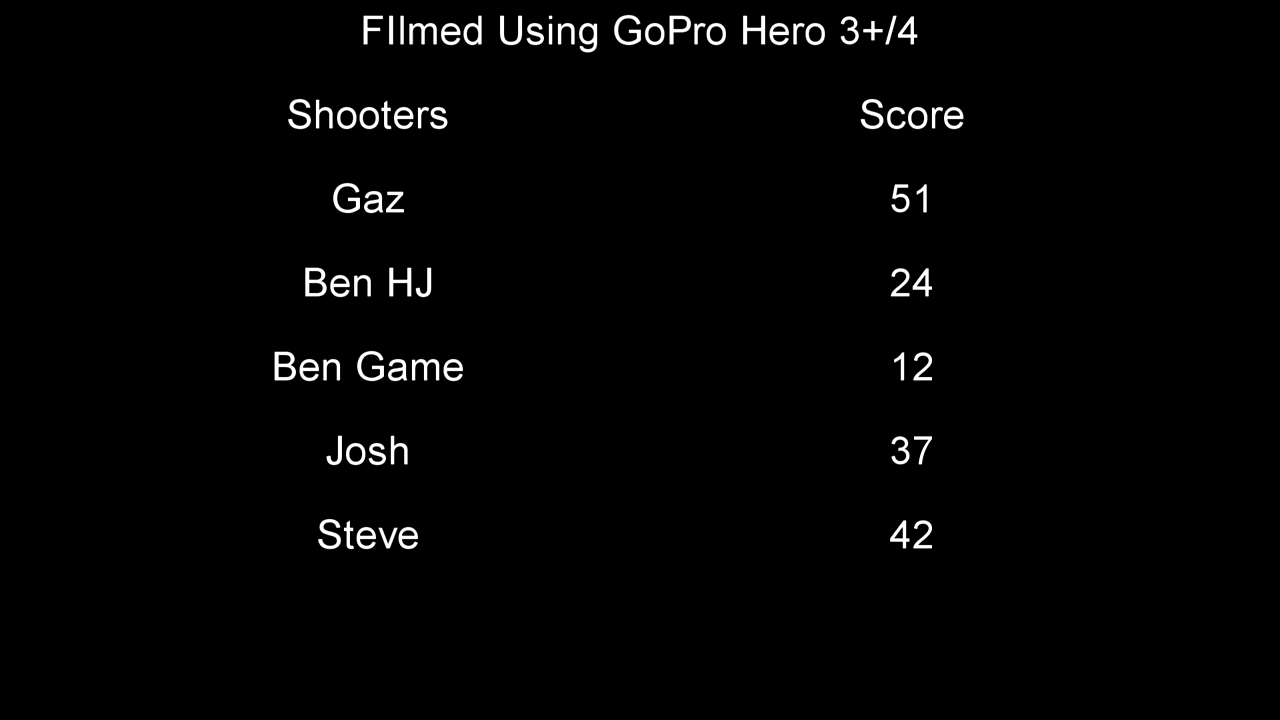 FIlmed Using GoPro Hero 3+/4
Shooters Score
Gaz 51
Ben HJ 24
Ben Game 12
Josh 37
Steve 42